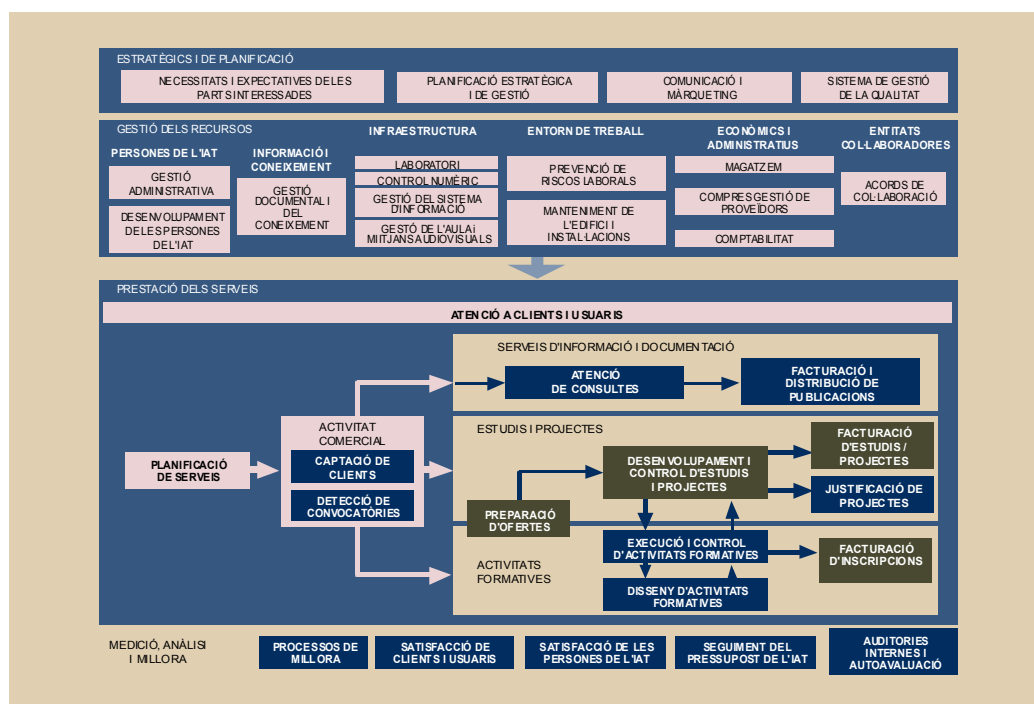 ESTRATÈGICS I DE PLANIFICACIÓ
NECESSITATS I EXPECTATIVES DE LES
PARTS INTERESSADES
PLANIFICACIÓ ESTRATÈGICA
I DE GESTIÓ
COMUNICACIÓ I
MÀRQUETING
SISTEMA DE GESTIÓ
DE LA QUALITAT
GESTIÓ DELS RECURSOS
PERSONES DE L'IAT
GESTIÓ
ADMINISTRATIVA
DESENVOLUPAMENT
DE LES PERSONES
DE L'IAT
INFORMACIÓ I
CONEIXEMENT
GESTIÓ
DOCUMENTAL I
DEL
CONEIXEMENT
INFRAESTRUCTURA
LABORATORI
CONTROL NUMÈRIC
GESTIÓ DEL SISTEMA
D'INFORMACIÓ
GESTÓ DE L'AULA i
MIITJANS AUDIOVISUALS
ENTORN DE TREBALL
PREVENCIÓ DE
RISCOS LABORALS
MANTENIMENT DE
L'EDIFICI I
INSTAL·LACIONS
ECONÒMICS I
ADMINISTRATIUS
MAGATZEM
COMPRES GESTIÓ DE
PROVEÏDORS
COMPTABILITAT
ENTITATS
COL·LABORADORES
ACORDS DE
COL·LABORACIÓ
PRESTACIÓ DELS SERVEIS
ATENCIÓ A CLIENTS I USUARIS
SERVEIS D'INFORMACIÓ I DOCUMENTACIÓ
ATENCIÓ
DE CONSULTES
FACTURACIÓ I
DISTRIBUCIÓ DE
PUBLICACIONS
PLANIFICACIÓ
DE SERVEIS
ACTIVITAT
COMERCIAL
CAPTACIÓ DE
CLIENTS
DETECCIÓ DE
CONVOCATÒRIES
ESTUDIS I PROJECTES
PREPARACIÓ
D'OFERTES
DESENVOLUPAMENT I
CONTROL D'ESTUDIS
I PROJECTES
FACTURACIÓ
D'ESTUDIS /
PROJECTES
JUSTIFICACIÓ DE
PROJECTES
ACTIVITATS
FORMATIVES
EXECUCIÓ I CONTROL
D'ACTIVITATS FORMATIVES
DISSENY D'ACTIVITATS
FORMATIVES
FACTURACIÓ
D'INSCRIPCIONS
MEDICIÓ, ANÀLISI
I MILLORA
PROCESSOS DE
MILLORA
SATISFACCIÓ DE
CLIENTS I USUARIS
SATISFACCIÓ DE LES
PERSONES DE L'IAT
SEGUIMENT DEL
PRESSUPOST DE L'IAT
AUDITORIES
INTERNES I
AUTOAVALUACIÓ